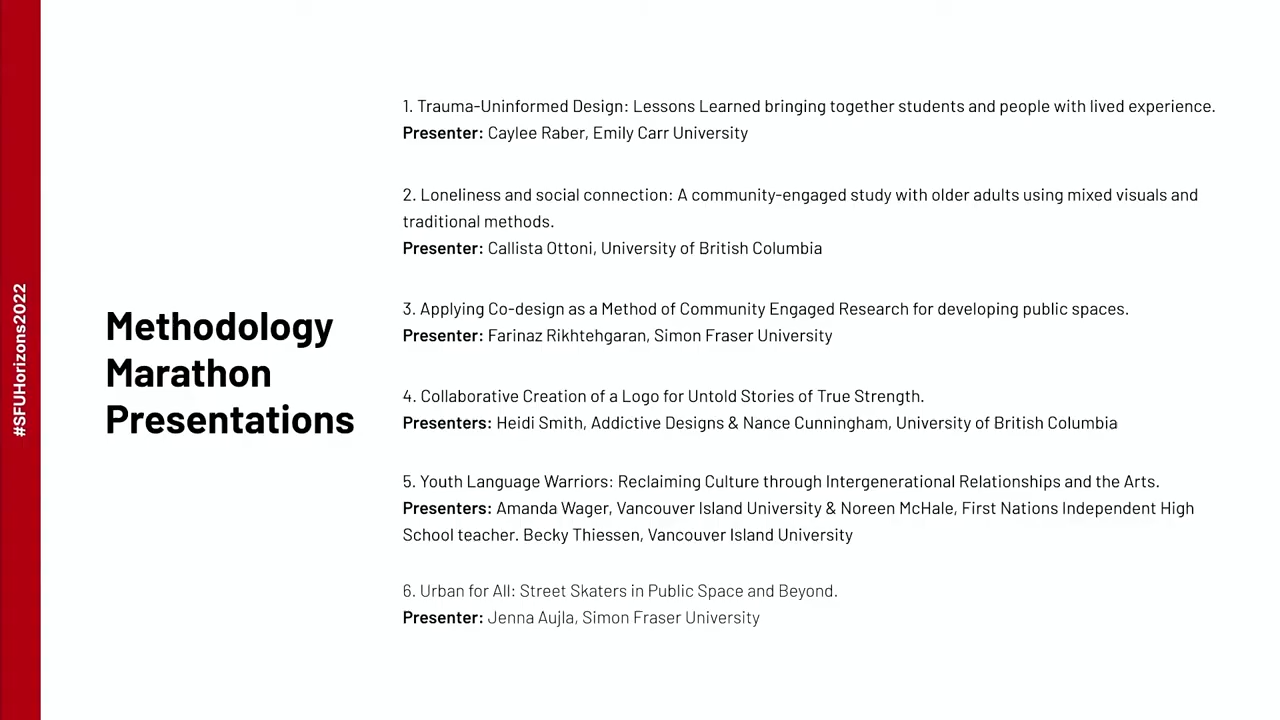 #SFUHorizons2022
Methodology
Marathon
Presentations
1. Trauma-Uninformed Design: Lessons Learned bringing together students and people with lived experience.
Presenter: Caylee Raber, Emily Carr University
2. Loneliness and social connection: A community-engaged study with older adults using mixed visuals and
traditional methods.
Presenter: Callista Ottoni, University of British Columbia
3. Applying Co-design as a Method of Community Engaged Research for developing public spaces.
Presenter: Farinaz Rikhtehgaran, Simon Fraser University
4. Collaborative Creation of a Logo for Untold Stories of True Strength.
Presenters: Heidi Smith, Addictive Designs & Nance Cunningham, University of British Columbia
5. Youth Language Warriors: Reclaiming Culture through Intergenerational Relationships and the Arts.
Presenters: Amanda Wager, Vancouver Island University & Noreen McHale, First Nations Independent High
School teacher. Becky Thiessen, Vancouver Island University
6. Urban for All: Street Skaters in Public Space and Beyond.
Presenter: Jenna Aujla, Simon Fraser University